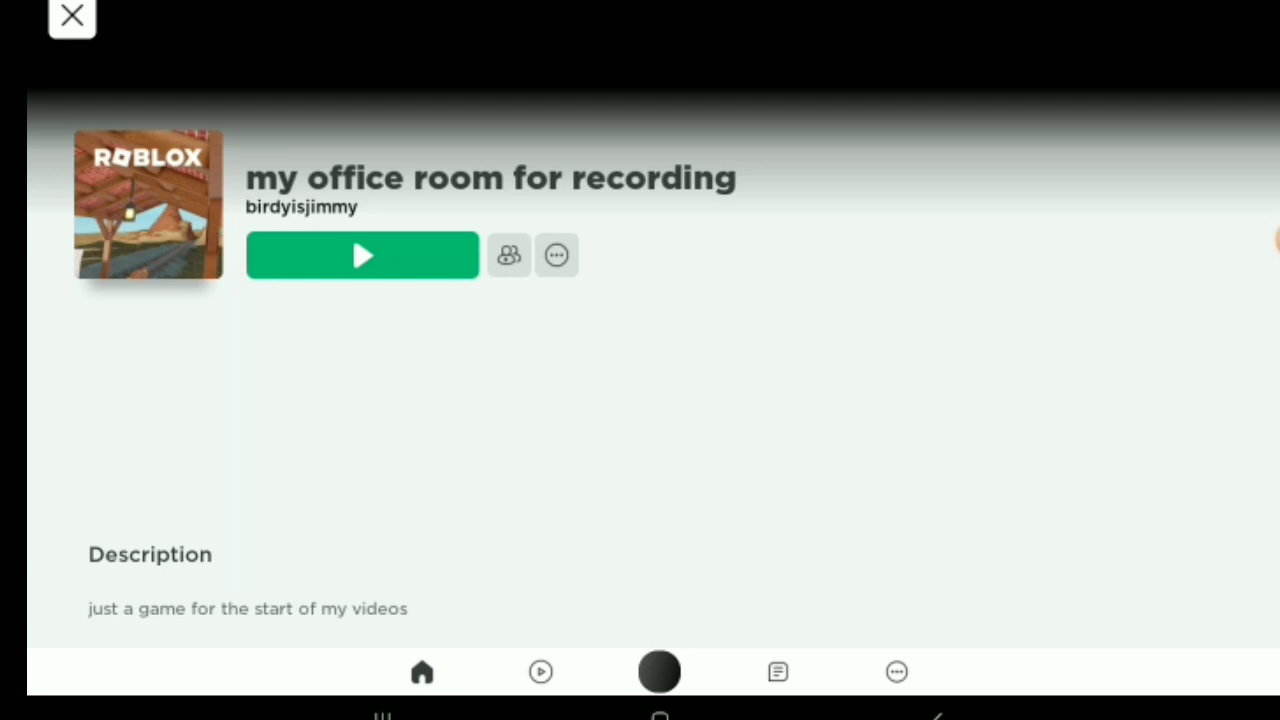 ROBLOX
my office room for recording
birdyisjimmy
Description
just a game for the start of my videos